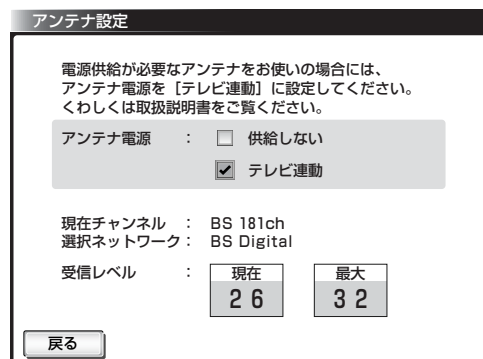 アンテナ設定
電源供給が必要なアンテナをお使いの場合には、
アンテナ電源を［テレビ連動］に設定してください。
くわしくは取扱説明書をご覧ください。
アンテナ電源 ： 供給しない
テレビ連動
現在チャンネル ： BS 181ch
選択ネットワーク： BS Digital
受信レベル ： 現在 最大
26 32
戻る